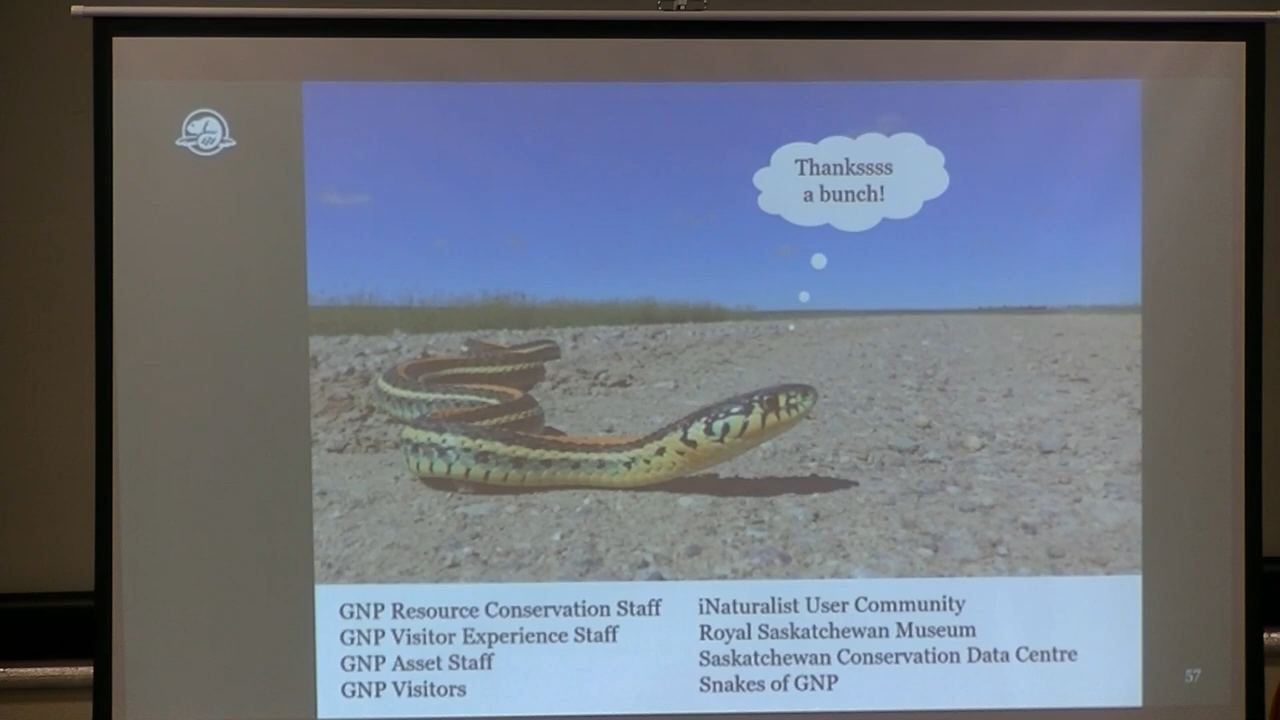 Thankssss
a bunch!
GNP Resource Conservation Staff
GNP Visitor Experience Staff
GNP Asset Staff
GNP Visitors
iNaturalist User Community
Royal Saskatchewan Museum
Saskatchewan Conservation Data Centre
Snakes of GNP
57